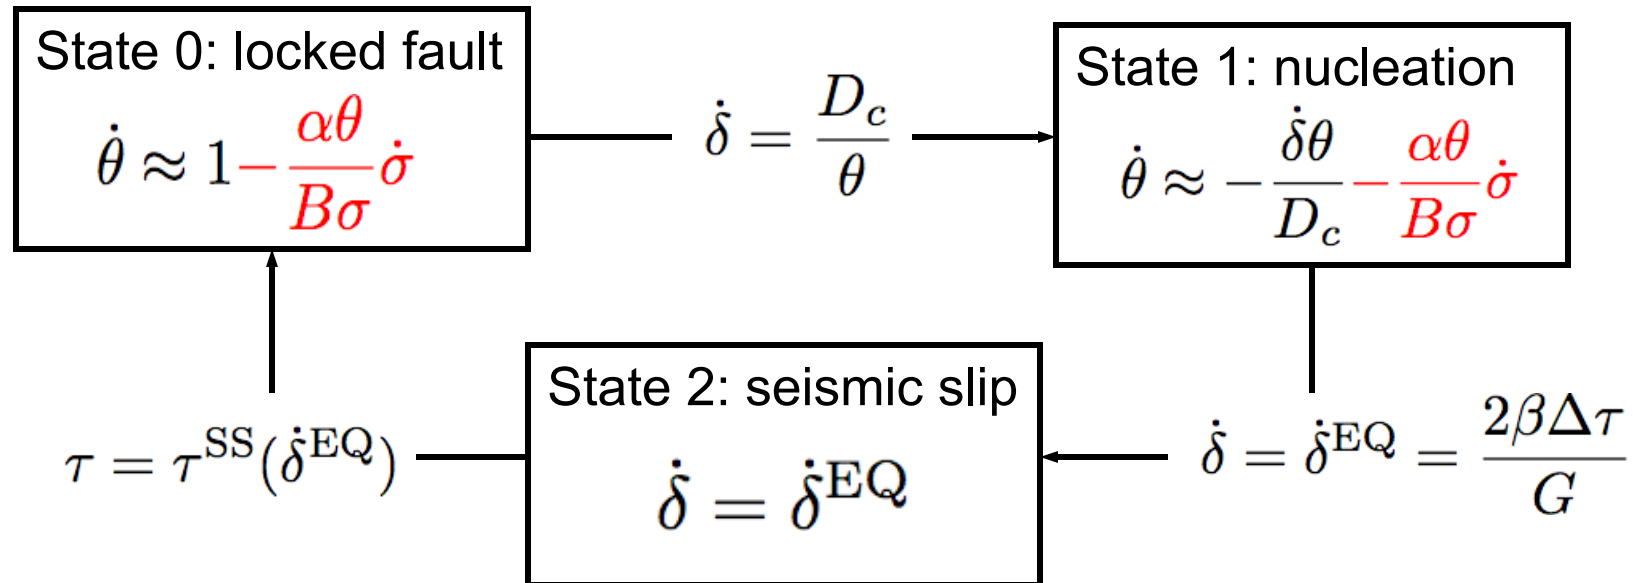 State 0: locked fault
θ̇ ≈ 1 − (αθ / Bσ) σ̇
δ̇ = D_c / θ
State 1: nucleation
θ̇ ≈ − (δ̇θ / D_c) − (αθ / Bσ) σ̇
δ̇ = δ̇^EQ = 2βΔτ / G
State 2: seismic slip
δ̇ = δ̇^EQ
τ = τ^SS(δ̇^EQ)